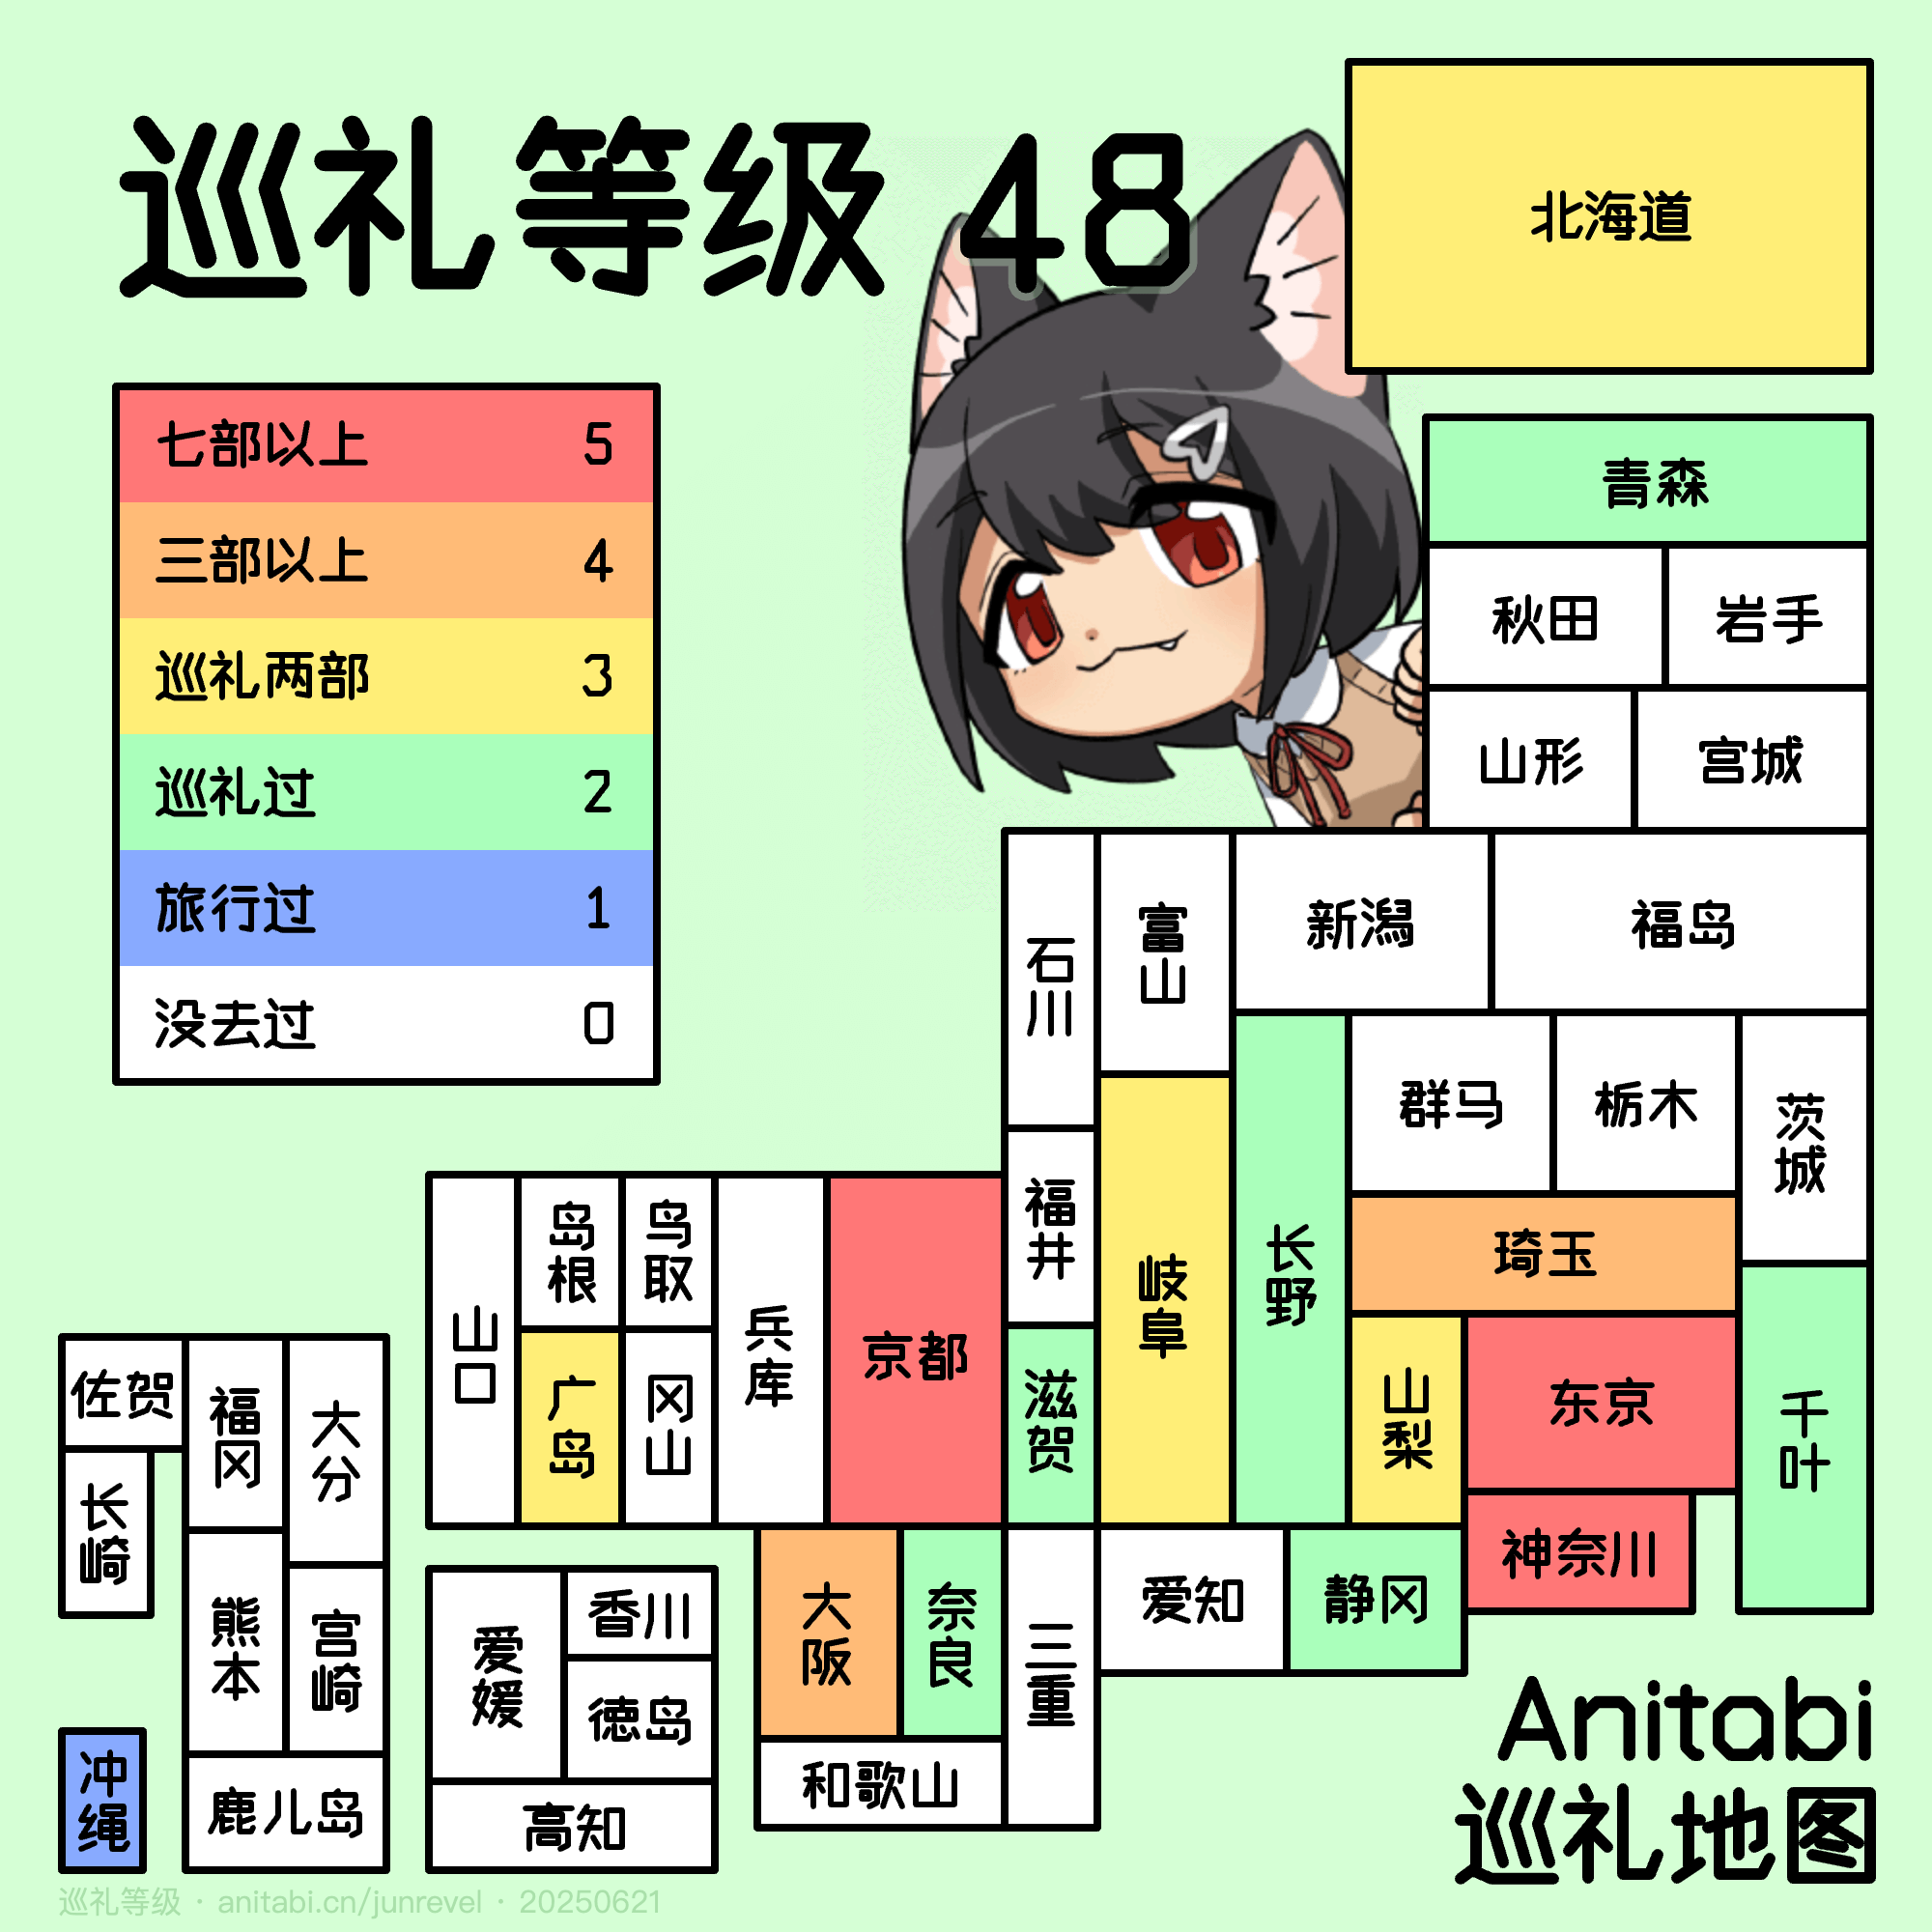 巡礼等级 48
北海道
七部以上 5
三部以上 4
巡礼两部 3
巡礼过 2
旅行过 1
没去过 0
青森
秋田 岩手
山形 宫城
石川 富山 新潟 福岛
群马 栃木 茨城
福井 岐阜 长野 琦玉
山口 岛根 鸟取 兵库 京都
广岛 冈山 滋贺 山梨 东京 千叶
佐贺 福冈 大分
长崎
神奈川
熊本 宫崎
爱媛 香川
徳岛
大阪 奈良 三重 爱知 静冈
冲绳 鹿儿岛 高知 和歌山
Anitabi
巡礼地图
巡礼等级 · anitabi.cn/junrevel · 20250621